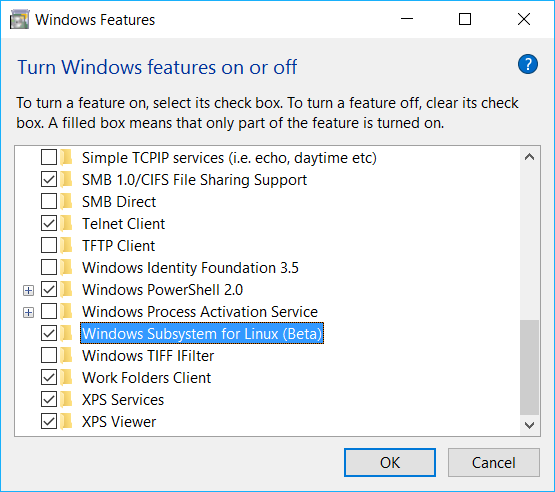 Windows Features
Turn Windows features on or off
?
To turn a feature on, select its check box. To turn a feature off, clear its check
box. A filled box means that only part of the feature is turned on.
Simple TCPIP services (i.e. echo, daytime etc)
SMB 1.0/CIFS File Sharing Support
SMB Direct
Telnet Client
TFTP Client
Windows Identity Foundation 3.5
Windows PowerShell 2.0
Windows Process Activation Service
Windows Subsystem for Linux (Beta)
Windows TIFF IFilter
Work Folders Client
XPS Services
XPS Viewer
OK
Cancel